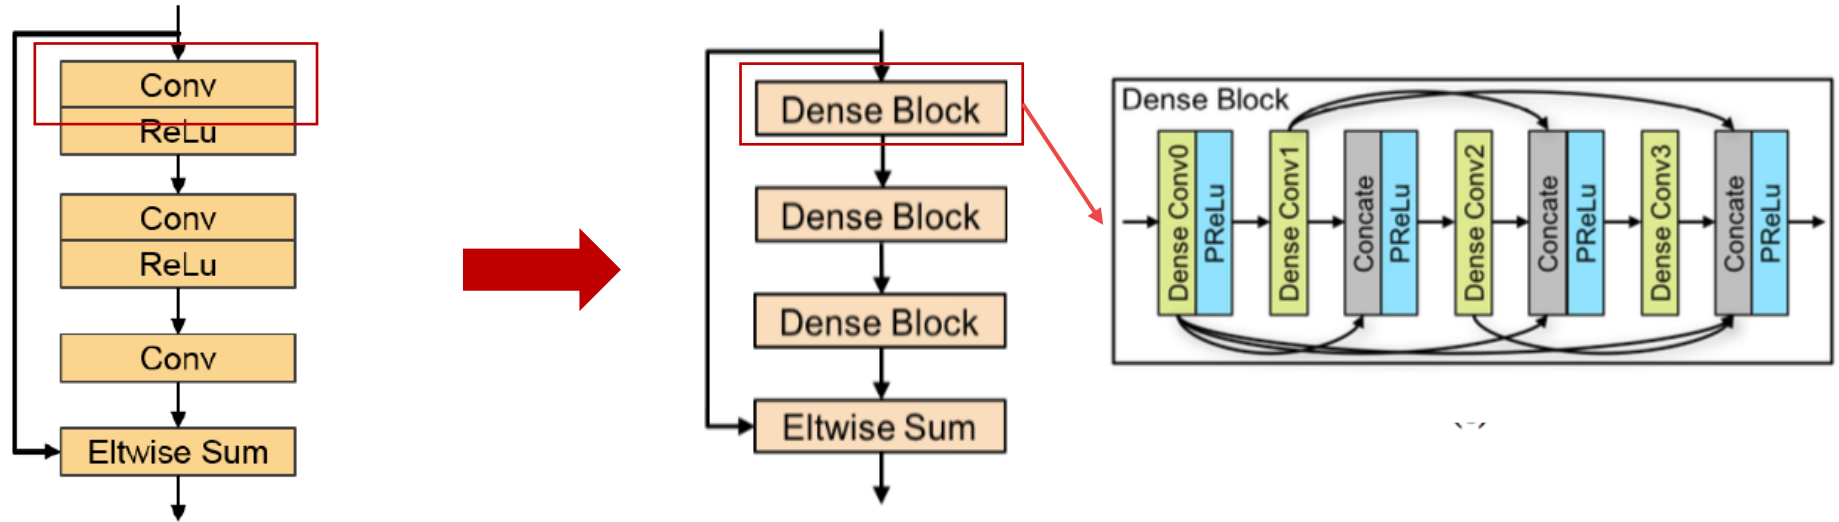 Conv
ReLu
Conv
ReLu
Conv
Eltwise Sum
Dense Block
Dense Block
Dense Block
Eltwise Sum
Dense Block
Dense Conv0
PReLu
Dense Conv1
Concate
PReLu
Dense Conv2
Concate
PReLu
Dense Conv3
Concate
PReLu